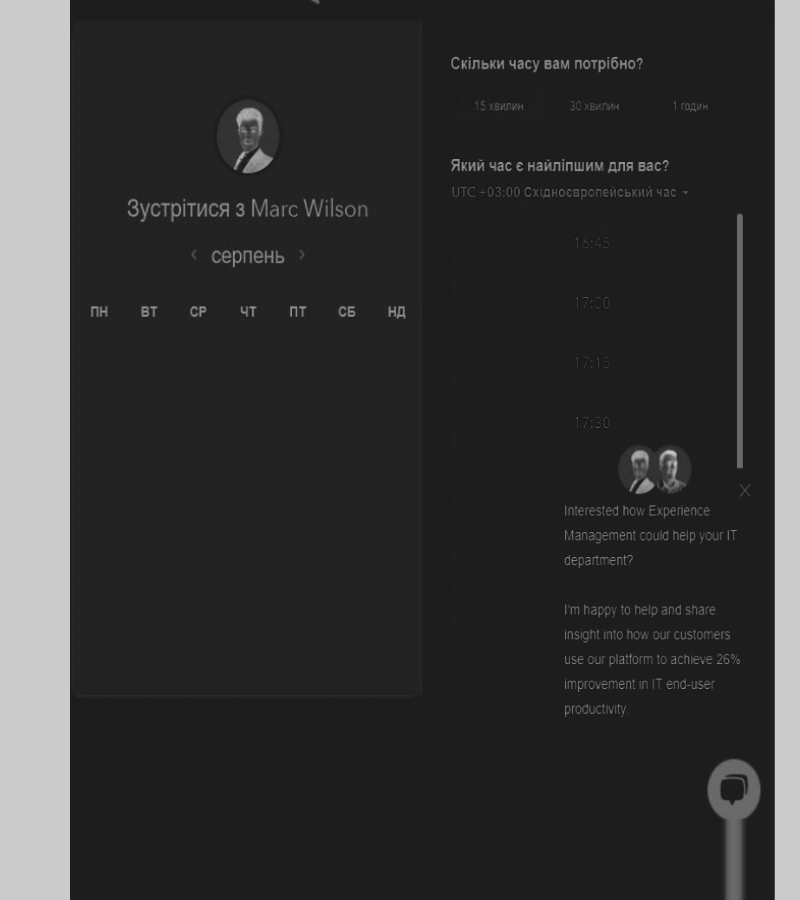 Зустрітися з Marc Wilson
серпень
ПН ВТ СР ЧТ ПТ СБ НД
Скільки часу вам потрібно?
15 хвилин 30 хвилин 1 годин
Який час є найліпшим для вас?
UTC +03:00 Східноєвропейський час
16:45
17:00
17:15
17:30
Interested how Experience
Management could help your IT
department?
I'm happy to help and share
insight into how our customers
use our platform to achieve 26%
improvement in IT end-user
productivity